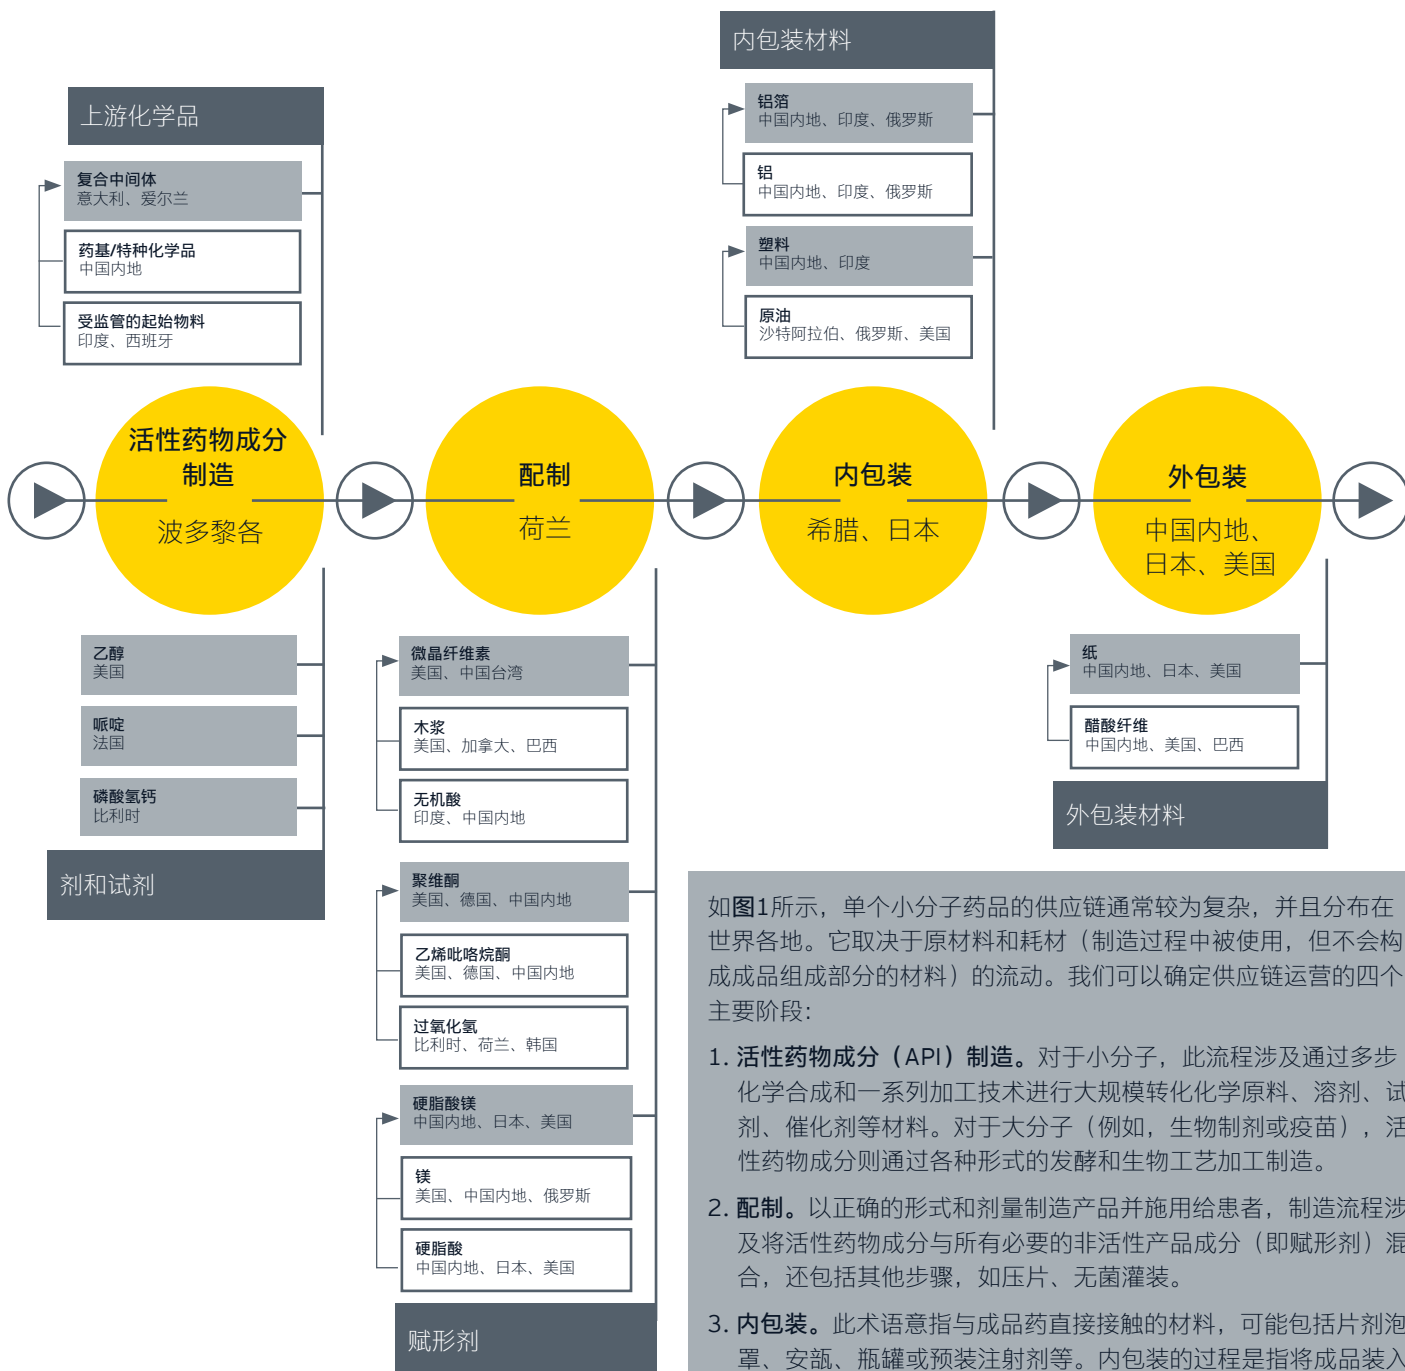 内包装材料
铝箔
中国内地、印度、俄罗斯
铝
中国内地、印度、俄罗斯
塑料
中国内地、印度
原油
沙特阿拉伯、俄罗斯、美国
上游化学品
复合中间体
意大利、爱尔兰
药基/特种化学品
中国内地
受监管的起始物料
印度、西班牙
活性药物成分
制造
波多黎各
配制
荷兰
内包装
希腊、日本
外包装
中国内地、
日本、美国
乙醇
美国
哌啶
法国
磷酸氢钙
比利时
剂和试剂
微晶纤维素
美国、中国台湾
木浆
美国、加拿大、巴西
无机酸
印度、中国内地
聚维酮
美国、德国、中国内地
乙烯吡咯烷酮
美国、德国、中国内地
过氧化氢
比利时、荷兰、韩国
硬脂酸镁
中国内地、日本、美国
镁
美国、中国内地、俄罗斯
硬脂酸
中国内地、日本、美国
赋形剂
纸
中国内地、日本、美国
醋酸纤维
中国内地、美国、巴西
外包装材料
如图1所示，单个小分子药品的供应链通常较为复杂，并且分布在
世界各地。它取决于原材料和耗材（制造过程中被使用，但不会构
成成品组成部分的材料）的流动。我们可以确定供应链运营的四个
主要阶段：
1. 活性药物成分（API）制造。对于小分子，此流程涉及通过多步
化学合成和一系列加工技术进行大规模转化化学原料、溶剂、试
剂、催化剂等材料。对于大分子（例如，生物制剂或疫苗），活
性药物成分则通过各种形式的发酵和生物工艺加工制造。
2. 配制。以正确的形式和剂量制造产品并施用给患者，制造流程涉
及将活性药物成分与所有必要的非活性产品成分（即赋形剂）混
合，还包括其他步骤，如压片、无菌灌装。
3. 内包装。此术语意指与成品药直接接触的材料，可能包括片剂泡
罩、安瓿、瓶罐或预装注射剂等。内包装的过程是指将成品装入